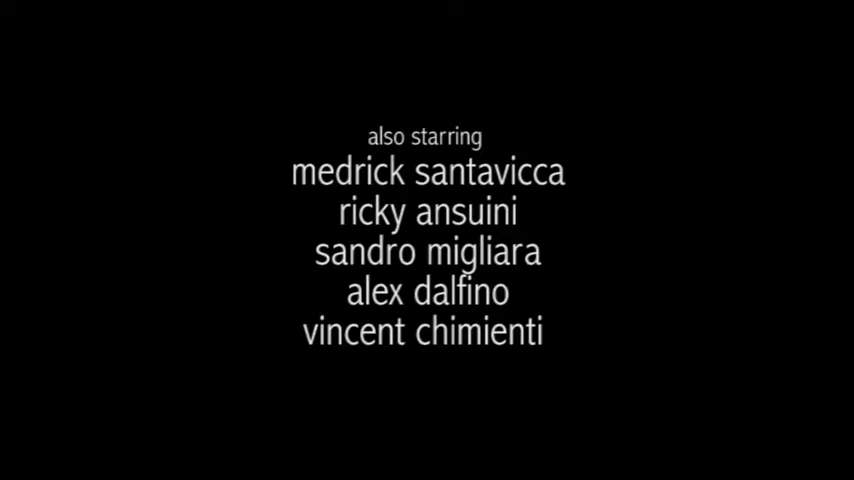 also starring
medrick santavicca
ricky ansuini
sandro migliara
alex dalfino
vincent chimienti